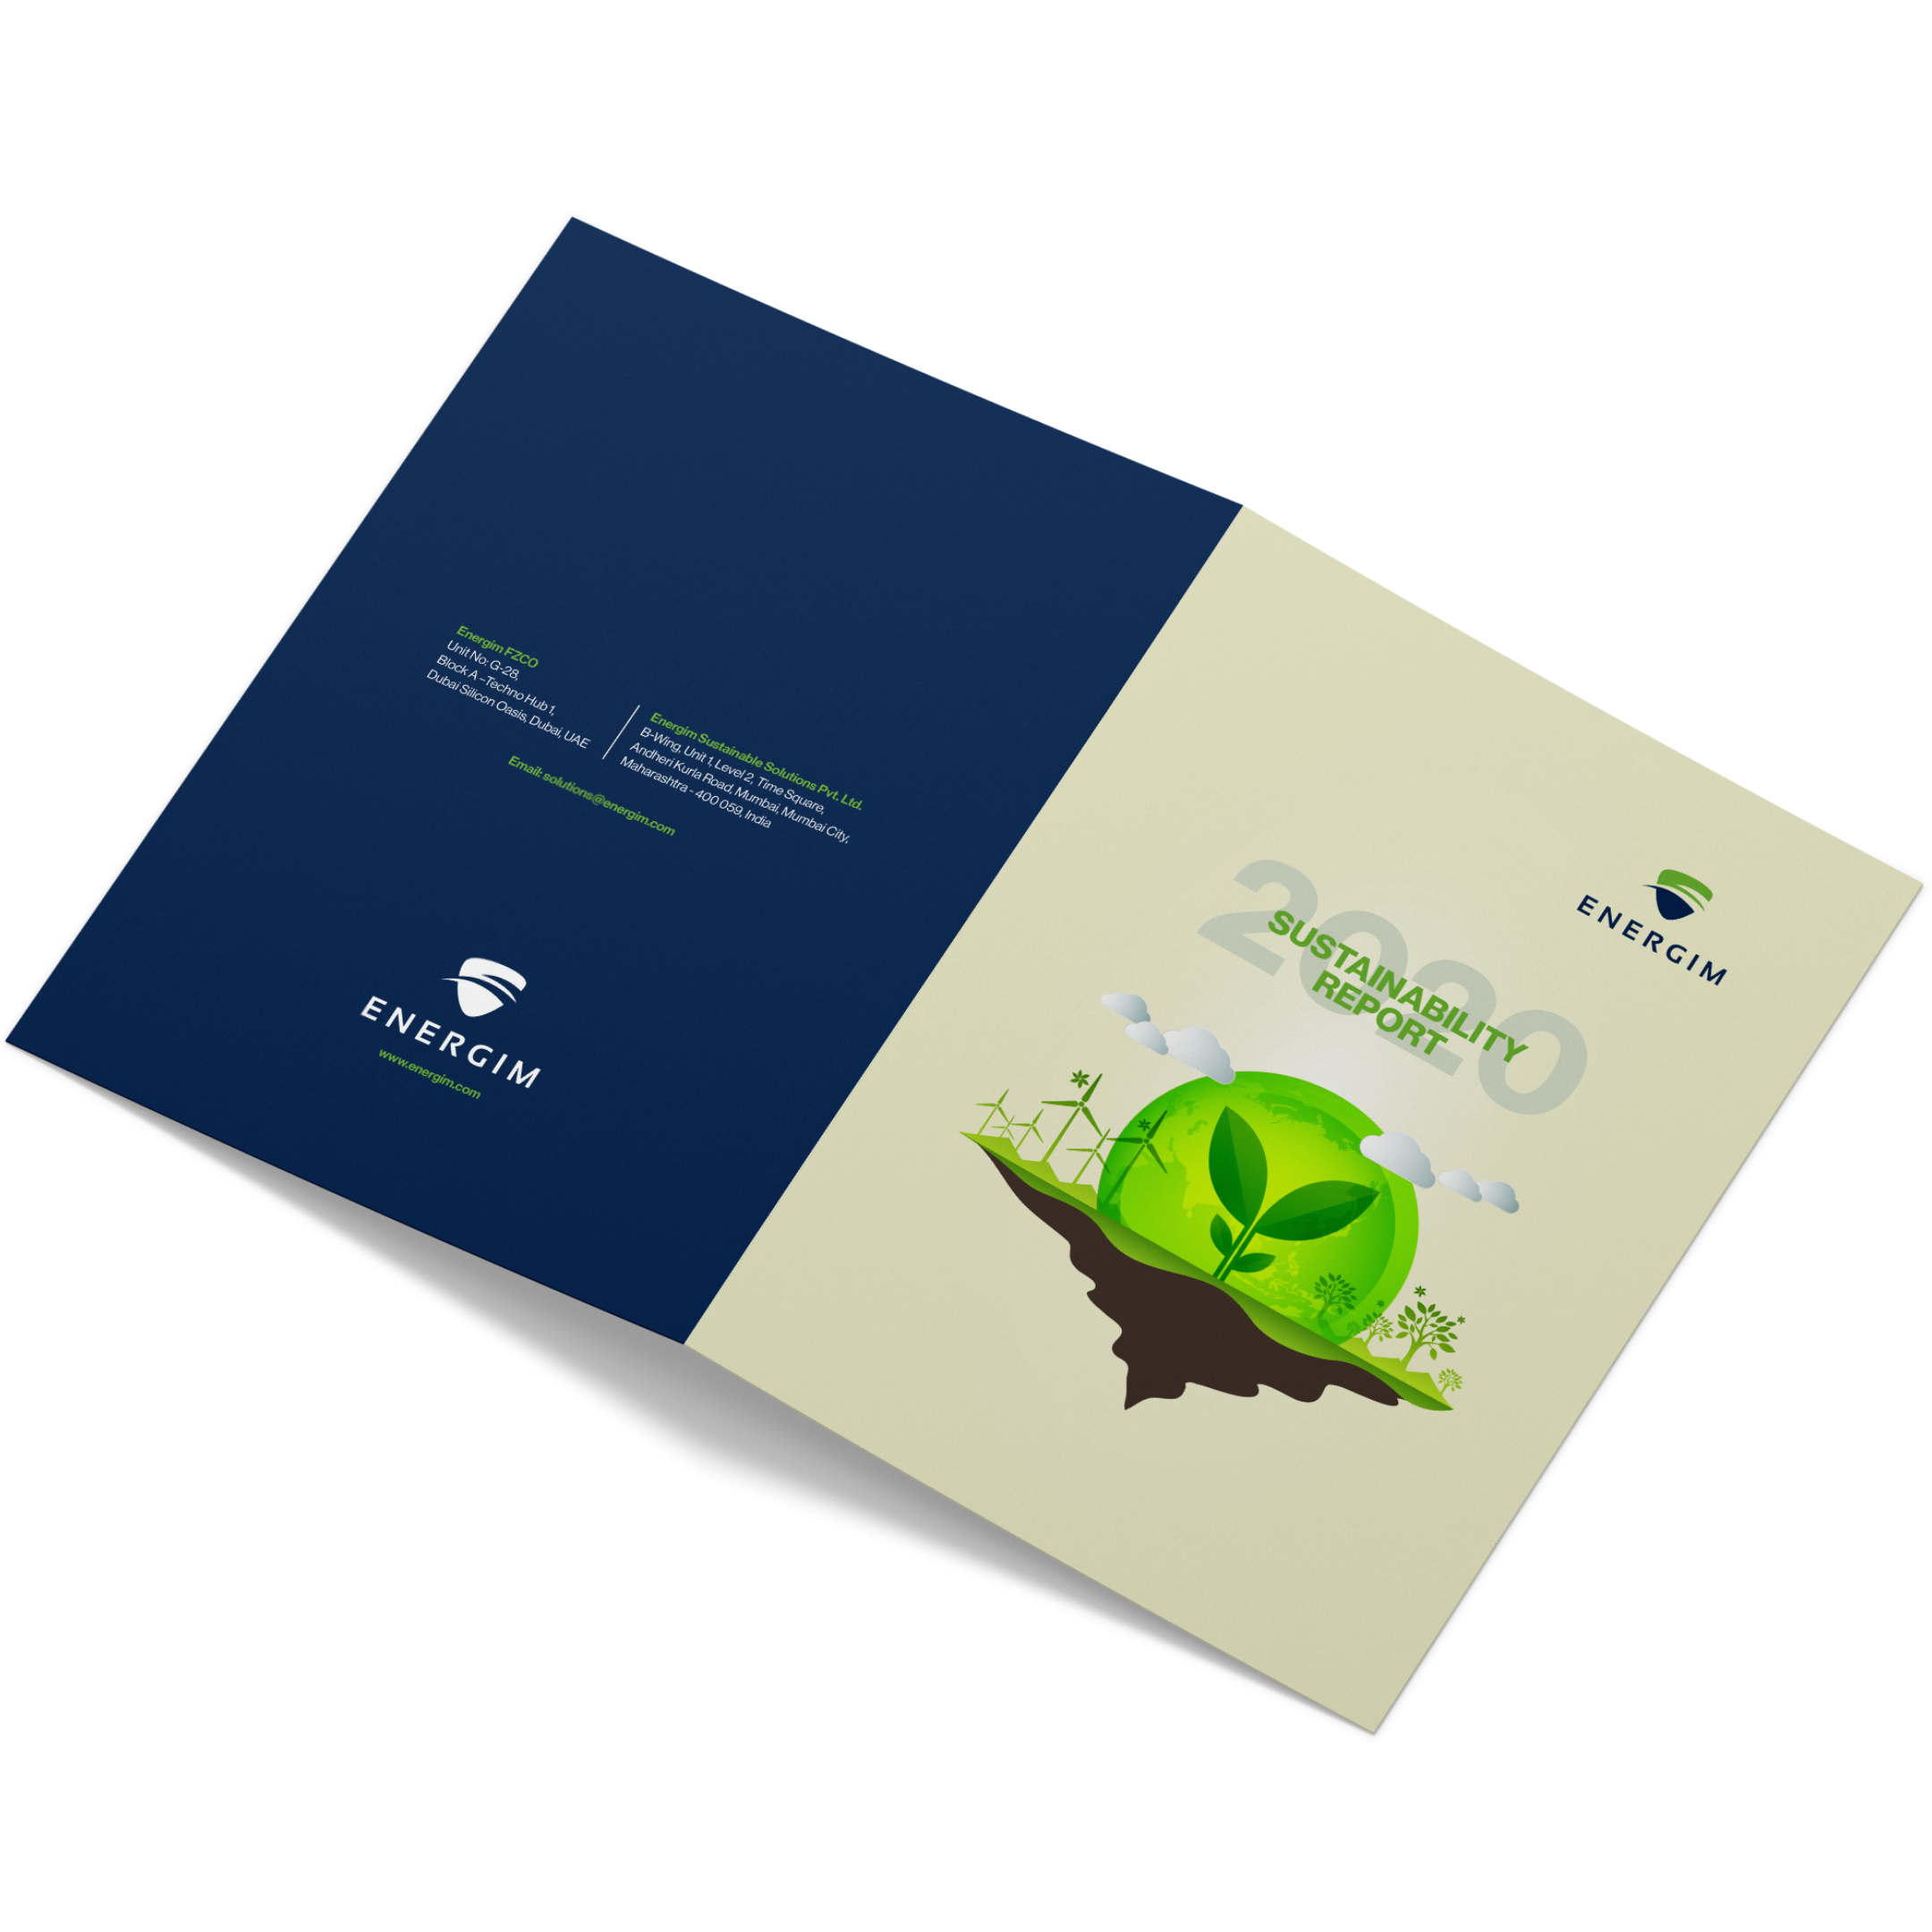 Energim FZCO
Unit No: G-28,
Block A –Techno Hub 1,
Dubai Silicon Oasis, Dubai, UAE
Energim Sustainable Solutions Pvt. Ltd.
B-Wing, Unit 1, Level 2, Time Square,
Andheri Kurla Road, Mumbai, Mumbai City,
Maharashtra - 400 059, India
Email: solutions@energim.com
ENERGIM
www.energim.com
ENERGIM
2020
SUSTAINABILITY
REPORT